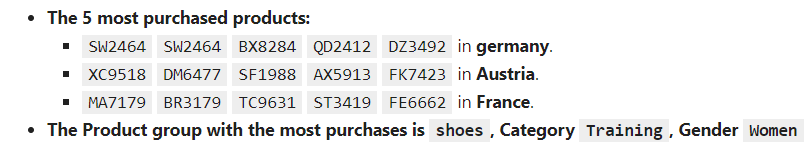 The 5 most purchased products:
SW2464 SW2464 BX8284 QD2412 DZ3492 in germany.
XC9518 DM6477 SF1988 AX5913 FK7423 in Austria.
MA7179 BR3179 TC9631 ST3419 FE6662 in France.
The Product group with the most purchases is shoes , Category Training , Gender Women